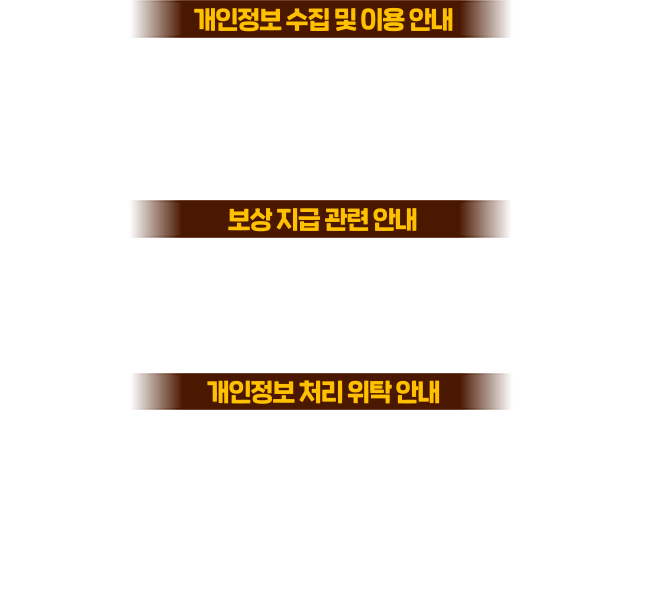 개인정보 수집 및 이용 안내
보상 지급 관련 안내
개인정보 처리 위탁 안내